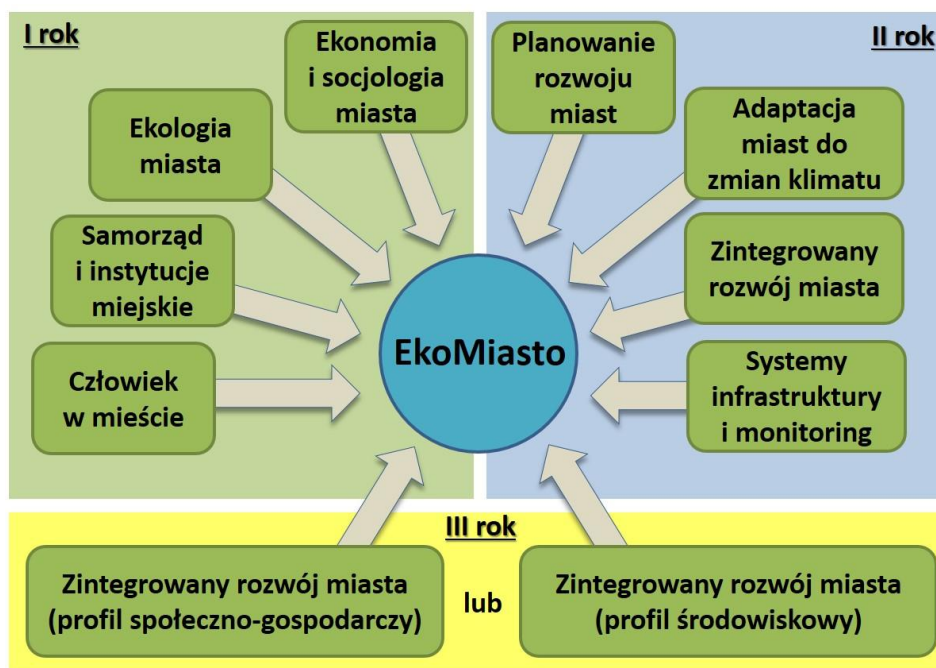 I rok
Ekonomia
i socjologia
miasta
Ekologia
miasta
Samorząd
i instytucje
miejskie
Człowiek
w mieście
II rok
Planowanie
rozwoju
miast
Adaptacja
miast do
zmian klimatu
Zintegrowany
rozwój miasta
Systemy
infrastruktury
i monitoring
EkoMiasto
III rok
Zintegrowany rozwój miasta
(profil społeczno-gospodarczy)
lub
Zintegrowany rozwój miasta
(profil środowiskowy)